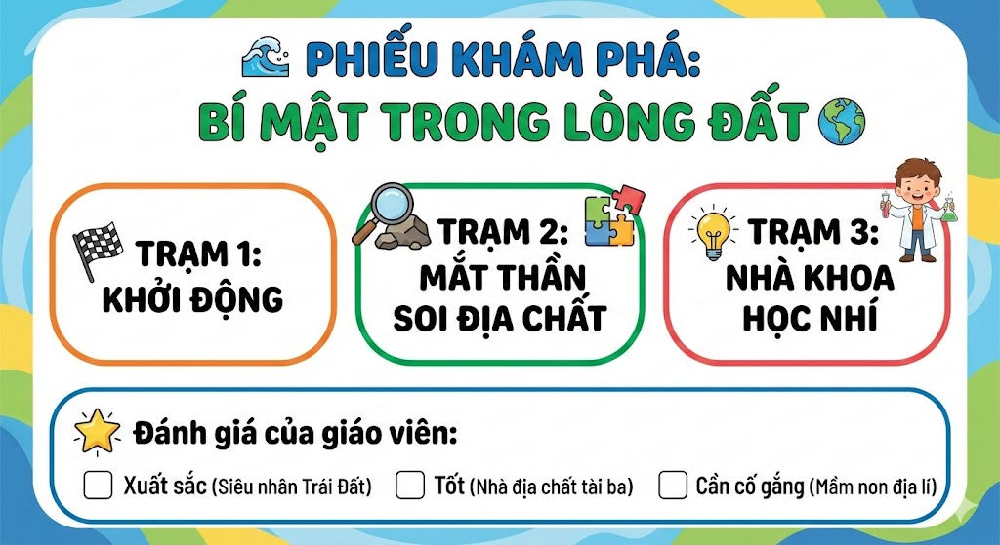 PHIẾU KHÁM PHÁ:
BÍ MẬT TRONG LÒNG ĐẤT
TRẠM 1:
KHỞI ĐỘNG
TRẠM 2:
MẮT THẦN
SOI ĐỊA CHẤT
TRẠM 3:
NHÀ KHOA
HỌC NHÍ
Đánh giá của giáo viên:
Xuất sắc (Siêu nhân Trái Đất) Tốt (Nhà địa chất tài ba) Cần cố gắng (Mầm non địa lí)